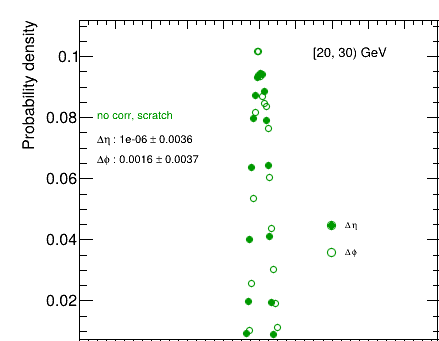 Probability density
0.1
0.08
0.06
0.04
0.02
[20, 30) GeV
no corr, scratch
Δη : 1e-06 ± 0.0036
Δϕ : 0.0016 ± 0.0037
Δη
Δϕ